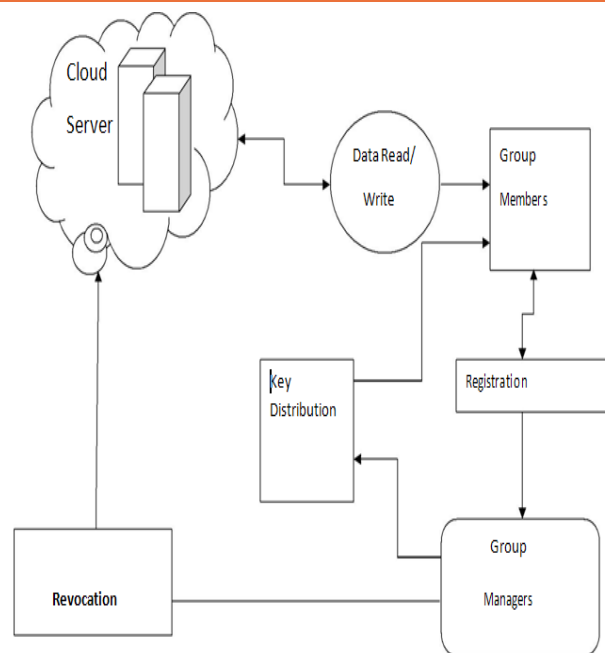 Cloud
Server
Data Read/
Write
Group
Members
Key
Distribution
Registration
Group
Managers
Revocation